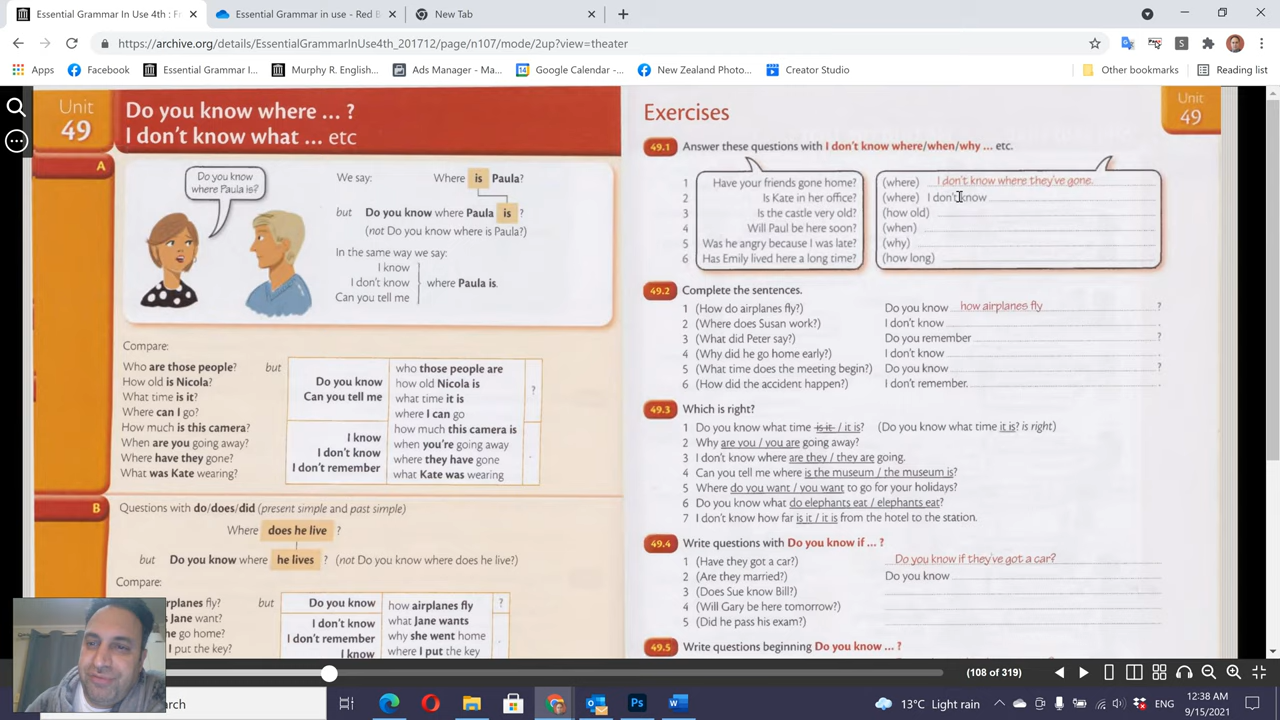 Essential Grammar In Use 4th : Fr
Essential Grammar in use - Red B
New Tab
https://archive.org/details/EssentialGrammarInUse4th_201712/page/n107/mode/2up?view=theater
Apps
Facebook
Essential Grammar I...
Murphy R. English...
Ads Manager - Ma...
Google Calendar -...
New Zealand Photo...
Creator Studio
Other bookmarks
Reading list
Unit
49
Do you know where ... ?
I don't know what ... etc
A
Do you know
where Paula is?
We say: Where is Paula?
but Do you know where Paula is ?
(not Do you know where is Paula?)
In the same way we say:
I know
I don't know
Can you tell me
where Paula is.
Compare:
Who are those people?
How old is Nicola?
What time is it?
Where can I go?
How much is this camera?
When are you going away?
Where have they gone?
What was Kate wearing?
but
Do you know
Can you tell me
I know
I don't know
I don't remember
who those people are
how old Nicola is
what time it is
where I can go
how much this camera is
when you're going away
where they have gone
what Kate was wearing
?
.
B
Questions with do/does/did (present simple and past simple)
Where does he live ?
but Do you know where he lives ? (not Do you know where does he live?)
Compare:
airplanes fly?
Jane want?
he go home?
I put the key?
but
Do you know
I don't know
I don't remember
I know
how airplanes fly
what Jane wants
why she went home
where I put the key
?
.
Exercises
Unit
49
49.1 Answer these questions with I don't know where/when/why ... etc.
1 Have your friends gone home? (where) I don't know where they've gone.
2 Is Kate in her office? (where) I don't know
3 Is the castle very old? (how old)
4 Will Paul be here soon? (when)
5 Was he angry because I was late? (why)
6 Has Emily lived here a long time? (how long)
49.2 Complete the sentences.
1 (How do airplanes fly?) Do you know how airplanes fly ?
2 (Where does Susan work?) I don't know .
3 (What did Peter say?) Do you remember ?
4 (Why did he go home early?) I don't know .
5 (What time does the meeting begin?) Do you know ?
6 (How did the accident happen?) I don't remember. .
49.3 Which is right?
1 Do you know what time is it / it is? (Do you know what time it is? is right)
2 Why are you / you are going away?
3 I don't know where are they / they are going.
4 Can you tell me where is the museum / the museum is?
5 Where do you want / you want to go for your holidays?
6 Do you know what do elephants eat / elephants eat?
7 I don't know how far is it / it is from the hotel to the station.
49.4 Write questions with Do you know if ... ?
1 (Have they got a car?) Do you know if they've got a car?
2 (Are they married?) Do you know
3 (Does Sue know Bill?)
4 (Will Gary be here tomorrow?)
5 (Did he pass his exam?)
49.5 Write questions beginning Do you know ... ?
(108 of 319)
rch
13°C Light rain
ENG
12:38 AM
9/15/2021